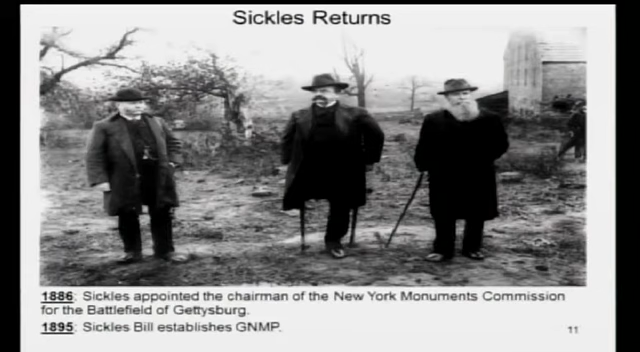 Sickles Returns
1886: Sickles appointed the chairman of the New York Monuments Commission
for the Battlefield of Gettysburg.
1895: Sickles Bill establishes GNMP.
11